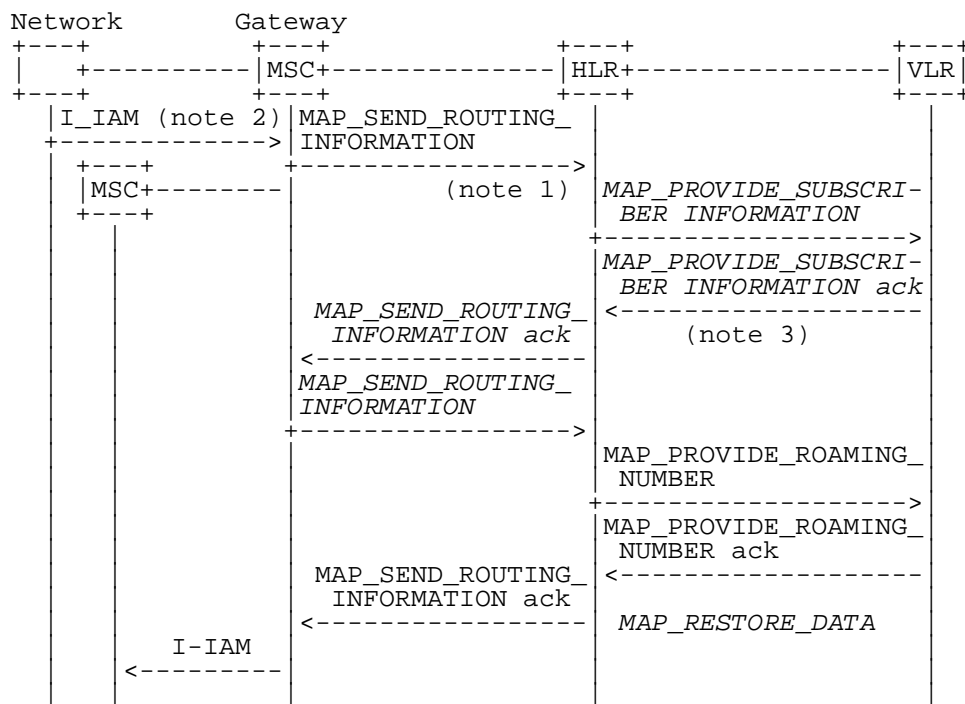 Network Gateway
MSC HLR VLR
I_IAM (note 2) MAP_SEND_ROUTING_
INFORMATION
MSC (note 1) MAP_PROVIDE_SUBSCRI-
BER INFORMATION
MAP_PROVIDE_SUBSCRI-
BER INFORMATION ack
MAP_SEND_ROUTING_
INFORMATION ack (note 3)
MAP_SEND_ROUTING_
INFORMATION
MAP_PROVIDE_ROAMING_
NUMBER
MAP_PROVIDE_ROAMING_
NUMBER ack
MAP_SEND_ROUTING_
INFORMATION ack
MAP_RESTORE_DATA
I-IAM